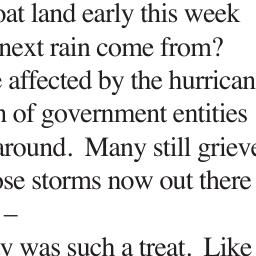 oat land early this week
next rain come from?
affected by the hurrican
n of government entities
around. Many still grieve
ose storms now out there
–
y was such a treat. Like